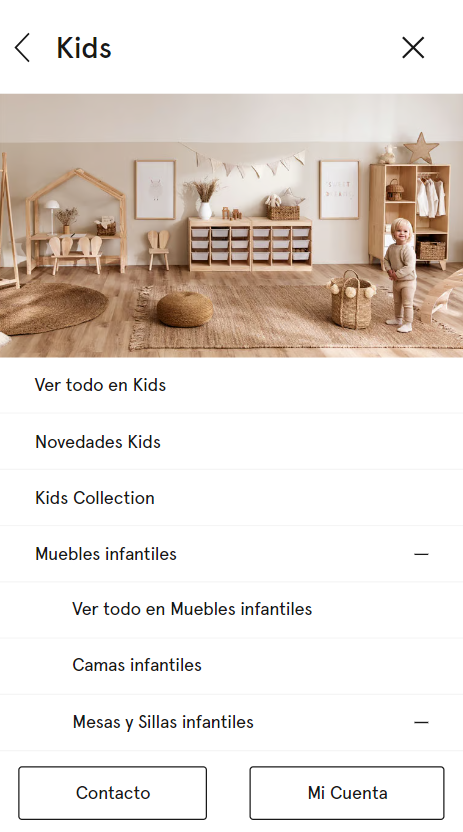 Kids
Ver todo en Kids
Novedades Kids
Kids Collection
Muebles infantiles
Ver todo en Muebles infantiles
Camas infantiles
Mesas y Sillas infantiles
Contacto
Mi Cuenta